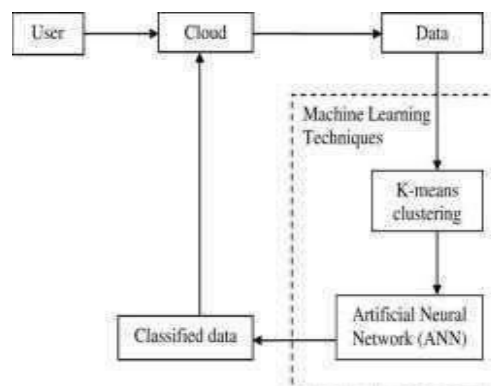 User
Cloud
Data
Machine Learning
Techniques
K-means
clustering
Artificial Neural
Network (ANN)
Classified data